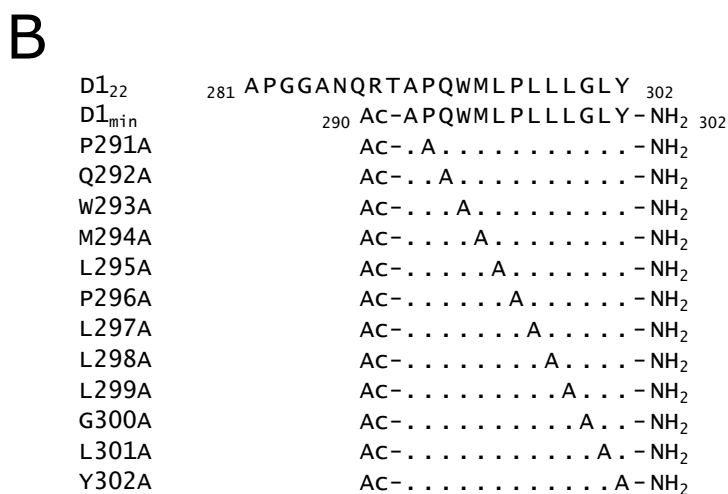 B
D1₂₂ 281 APGGANQRTAPQWMLPLLLGLY 302
D1min 290 Ac-APQWMLPLLLGLY-NH₂ 302
P291A Ac-.A...........-NH₂
Q292A Ac-..A..........-NH₂
W293A Ac-...A.........-NH₂
M294A Ac-....A........-NH₂
L295A Ac-.....A.......-NH₂
P296A Ac-......A......-NH₂
L297A Ac-.......A.....-NH₂
L298A Ac-........A....-NH₂
L299A Ac-.........A...-NH₂
G300A Ac-..........A..-NH₂
L301A Ac-...........A.-NH₂
Y302A Ac-............A-NH₂